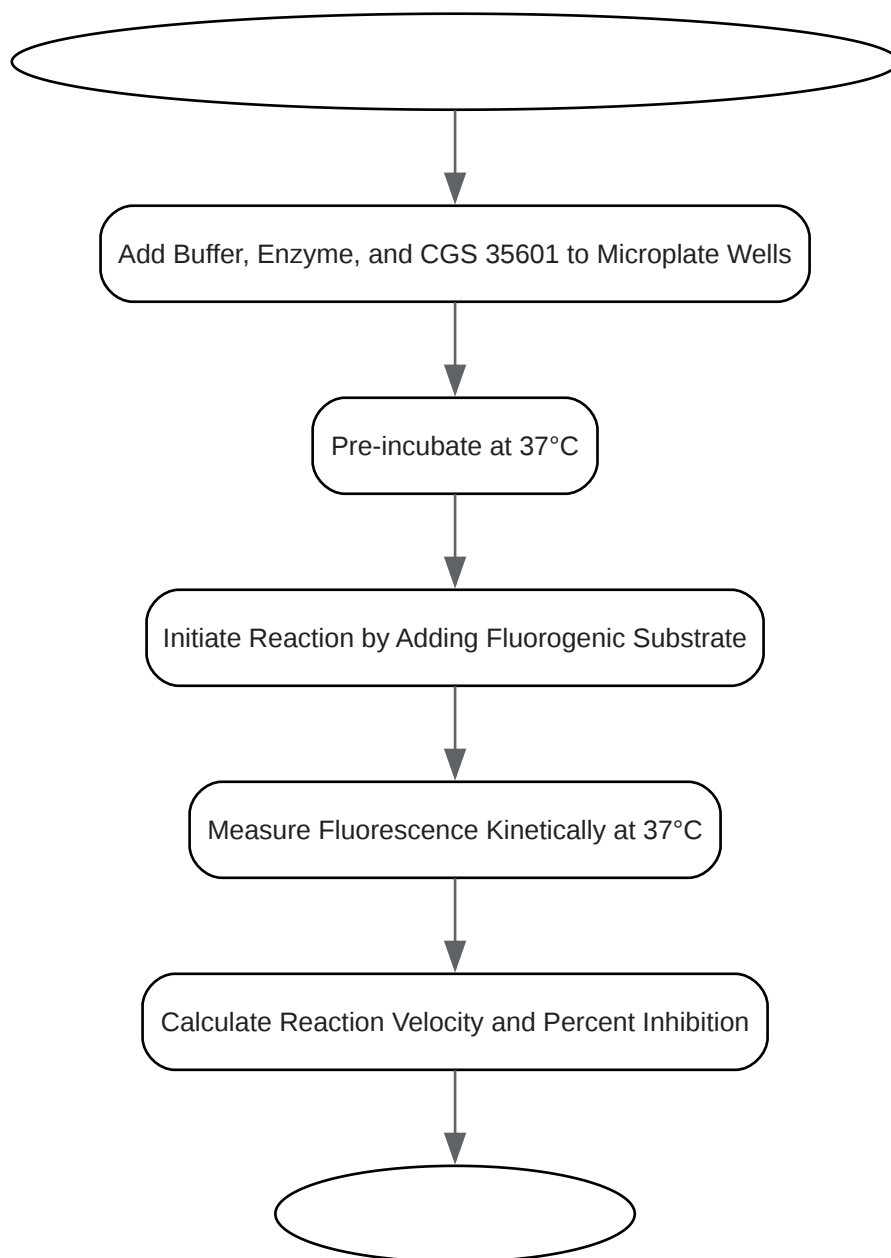 Add Buffer, Enzyme, and CGS 35601 to Microplate Wells
Pre-incubate at 37°C
Initiate Reaction by Adding Fluorogenic Substrate
Measure Fluorescence Kinetically at 37°C
Calculate Reaction Velocity and Percent Inhibition